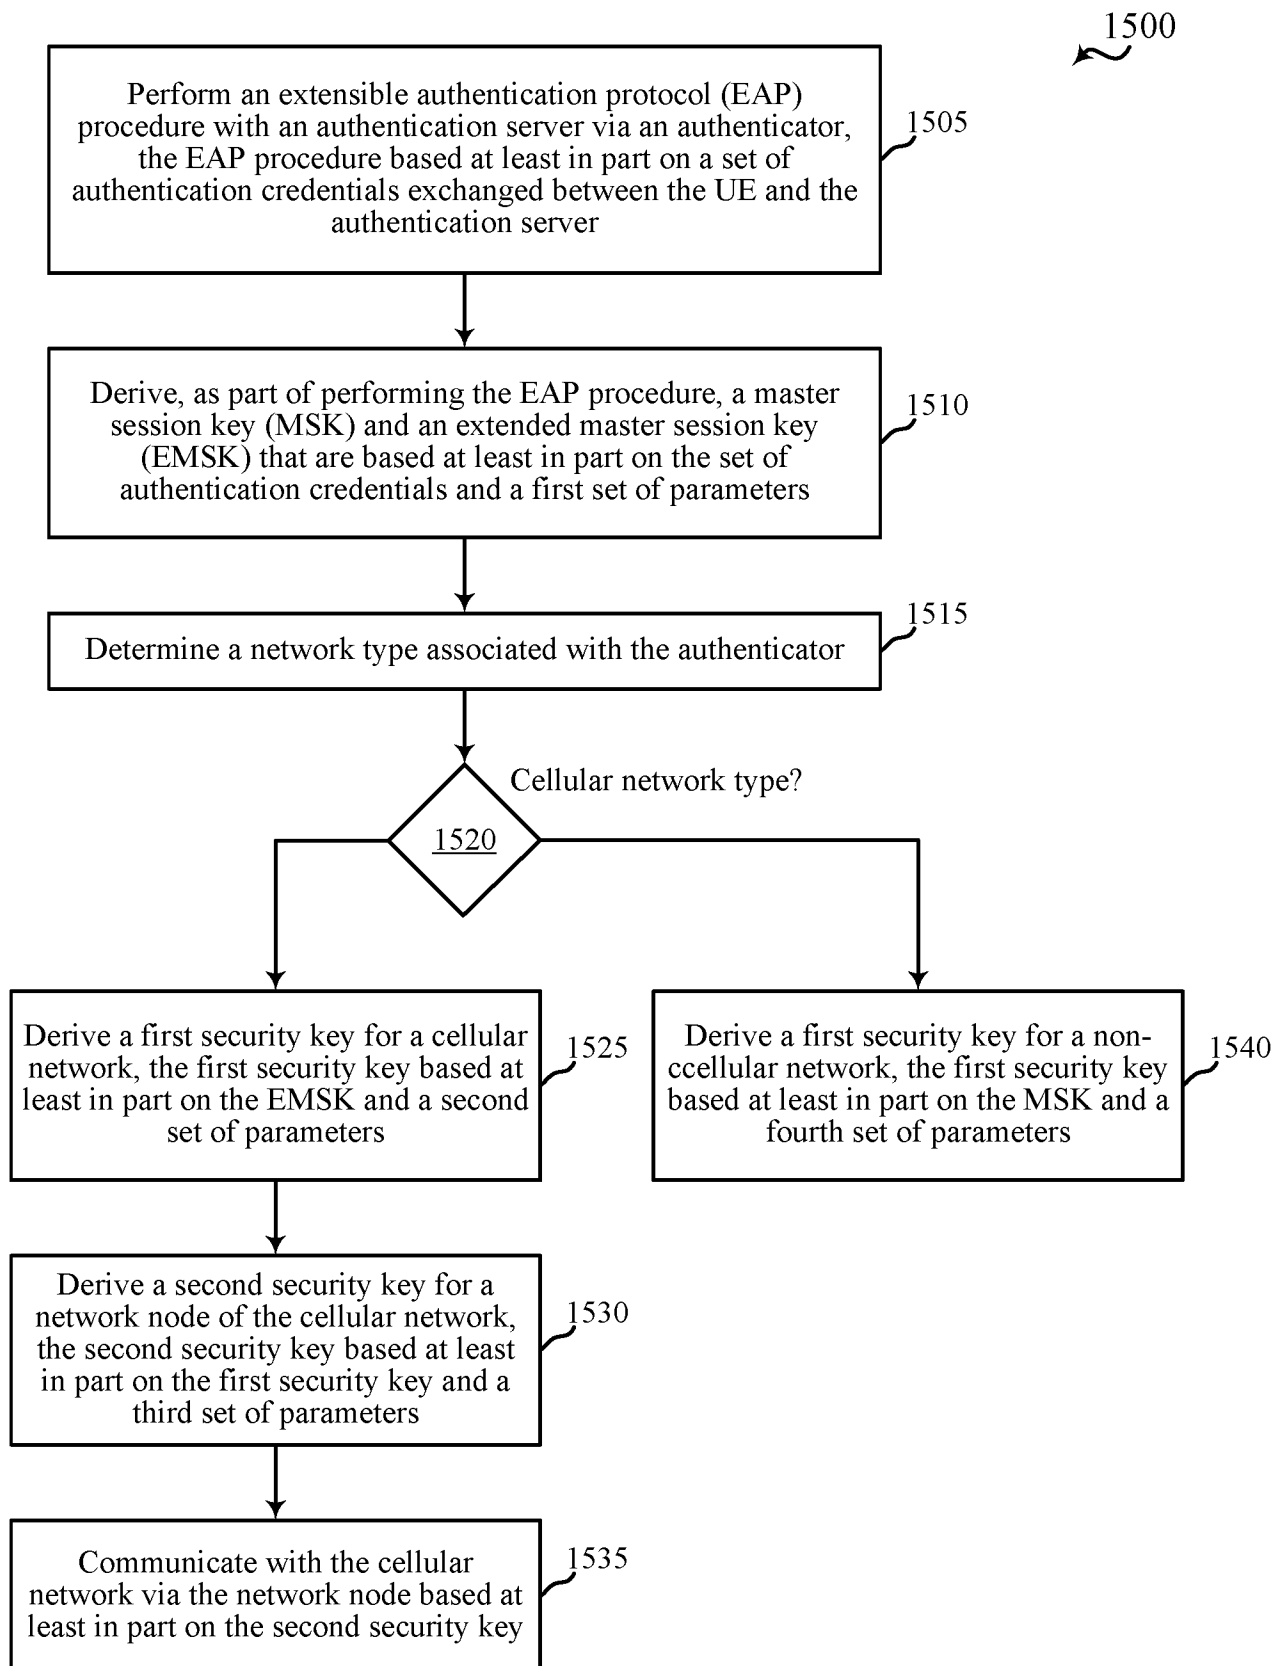 1500
Perform an extensible authentication protocol (EAP)
procedure with an authentication server via an authenticator,
the EAP procedure based at least in part on a set of
authentication credentials exchanged between the UE and the
authentication server
1505
Derive, as part of performing the EAP procedure, a master
session key (MSK) and an extended master session key
(EMSK) that are based at least in part on the set of
authentication credentials and a first set of parameters
1510
Determine a network type associated with the authenticator
1515
Cellular network type?
1520
Derive a first security key for a cellular
network, the first security key based at
least in part on the EMSK and a second
set of parameters
1525
Derive a first security key for a non-
ccellular network, the first security key
based at least in part on the MSK and a
fourth set of parameters
1540
Derive a second security key for a
network node of the cellular network,
the second security key based at least
in part on the first security key and a
third set of parameters
1530
Communicate with the cellular
network via the network node based at
least in part on the second security key
1535